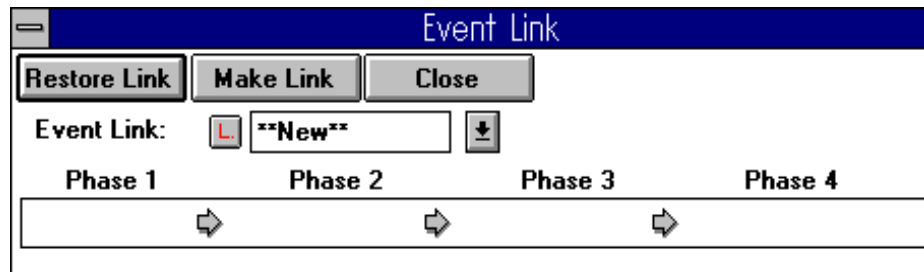 Event Link
Restore Link Make Link Close
Event Link: L. **New**
Phase 1 Phase 2 Phase 3 Phase 4